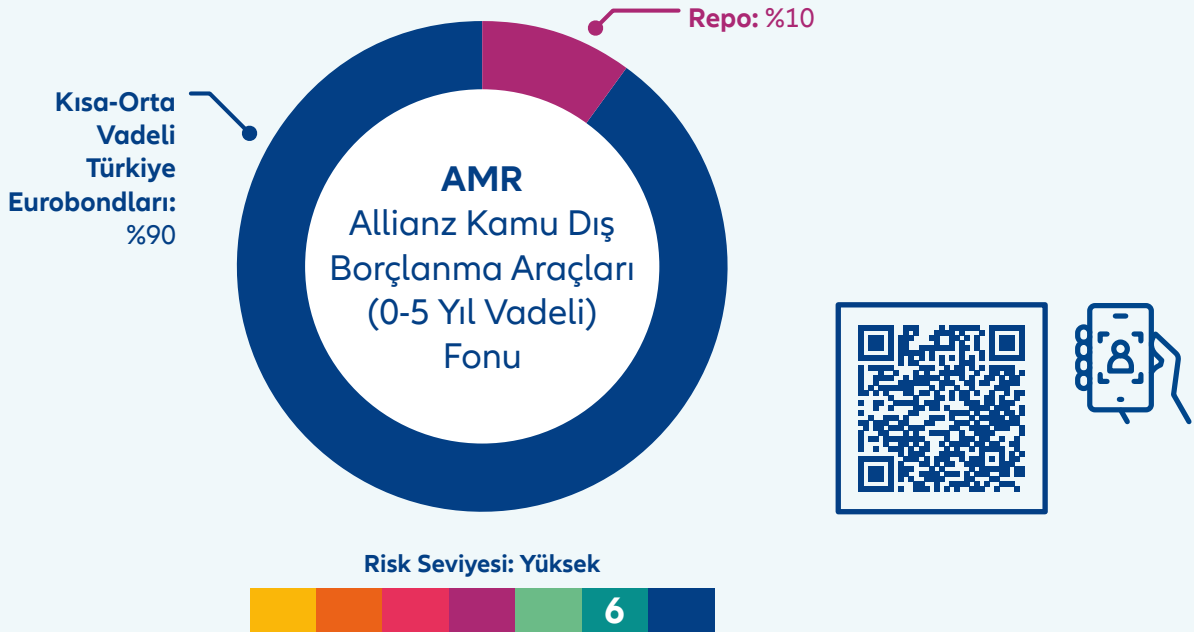 Repo: %10
Kısa-Orta
Vadeli
Türkiye
Eurobondları:
%90
AMR
Allianz Kamu Dış
Borçlanma Araçları
(0-5 Yıl Vadeli)
Fonu
Risk Seviyesi: Yüksek
6